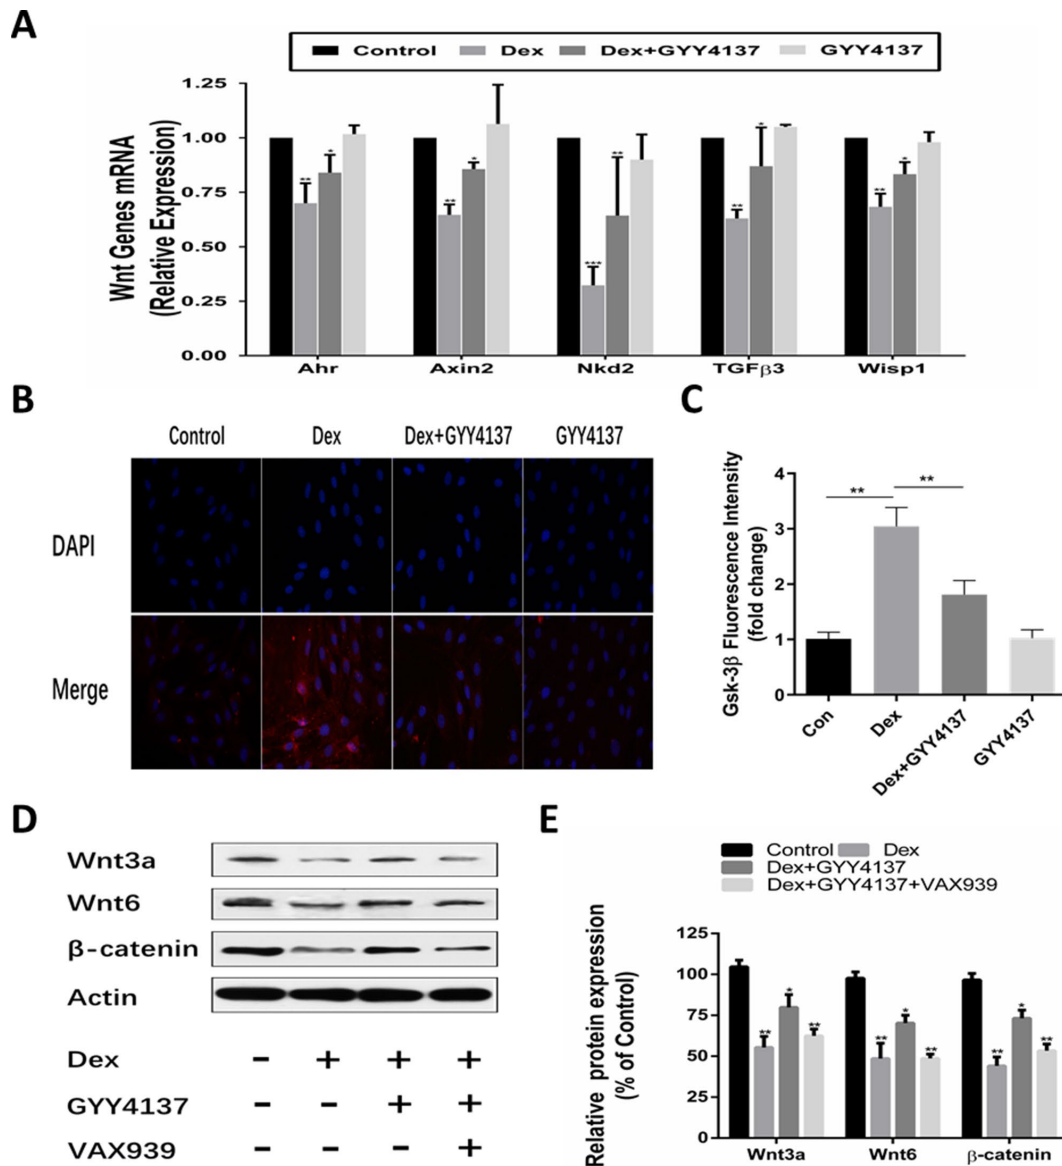 A
Control Dex Dex+GYY4137 GYY4137
Wnt Genes mRNA
(Relative Expression)
1.25
1.00
0.75
0.50
0.25
0.00
** * ** * *** ** ** * ** *
Ahr Axin2 Nkd2 TGFβ3 Wisp1
B
Control Dex Dex+GYY4137 GYY4137
DAPI
Merge
C
Gsk-3β Fluorescence Intensity
(fold change)
4
3
2
1
0
** **
Con Dex Dex+GYY4137 GYY4137
D
Wnt3a
Wnt6
β-catenin
Actin
Dex - + + +
GYY4137 - - + +
VAX939 - - - +
E
Control Dex
Dex+GYY4137
Dex+GYY4137+VAX939
Relative protein expression
(% of Control)
125
100
75
50
25
0
** * ** ** * ** ** * **
Wnt3a Wnt6 β-catenin